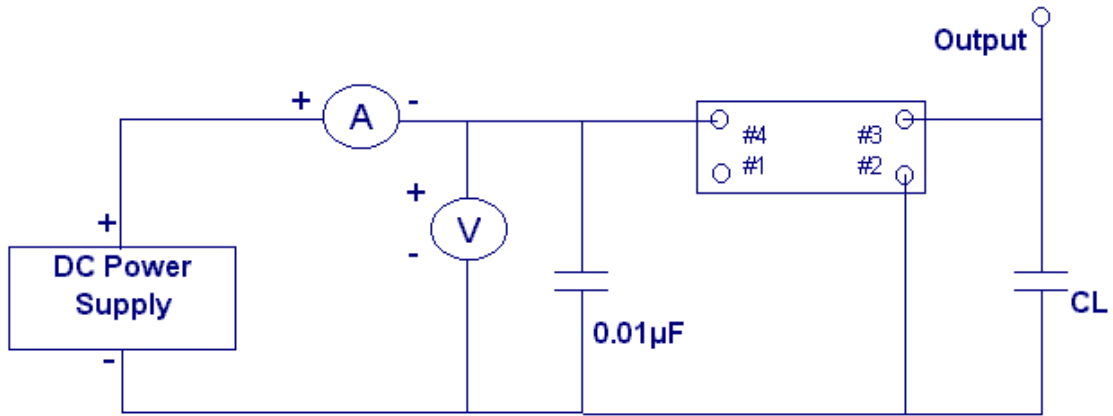 Output
+
A
-
#4
#3
#1
#2
+
V
-
+
DC Power
Supply
-
0.01µF
CL